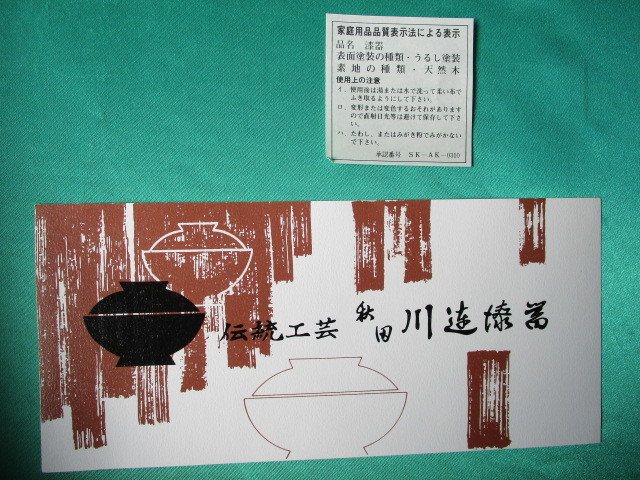 家庭用品品質表示法による表示
品名 漆器
表面塗装の種類・うるし塗装
素地の種類・天然木
使用上の注意
イ．使用後は湯または水で洗って柔い布で
ふき取るようにして下さい。
ロ．変形または変色するおそれがあります
ので直射日光等は避けて保存して下さ
い。
ハ．たわし、またはみがき粉でみがかない
で下さい。
承認番号 SK－AK－0310
伝統工芸 秋田 川連漆器